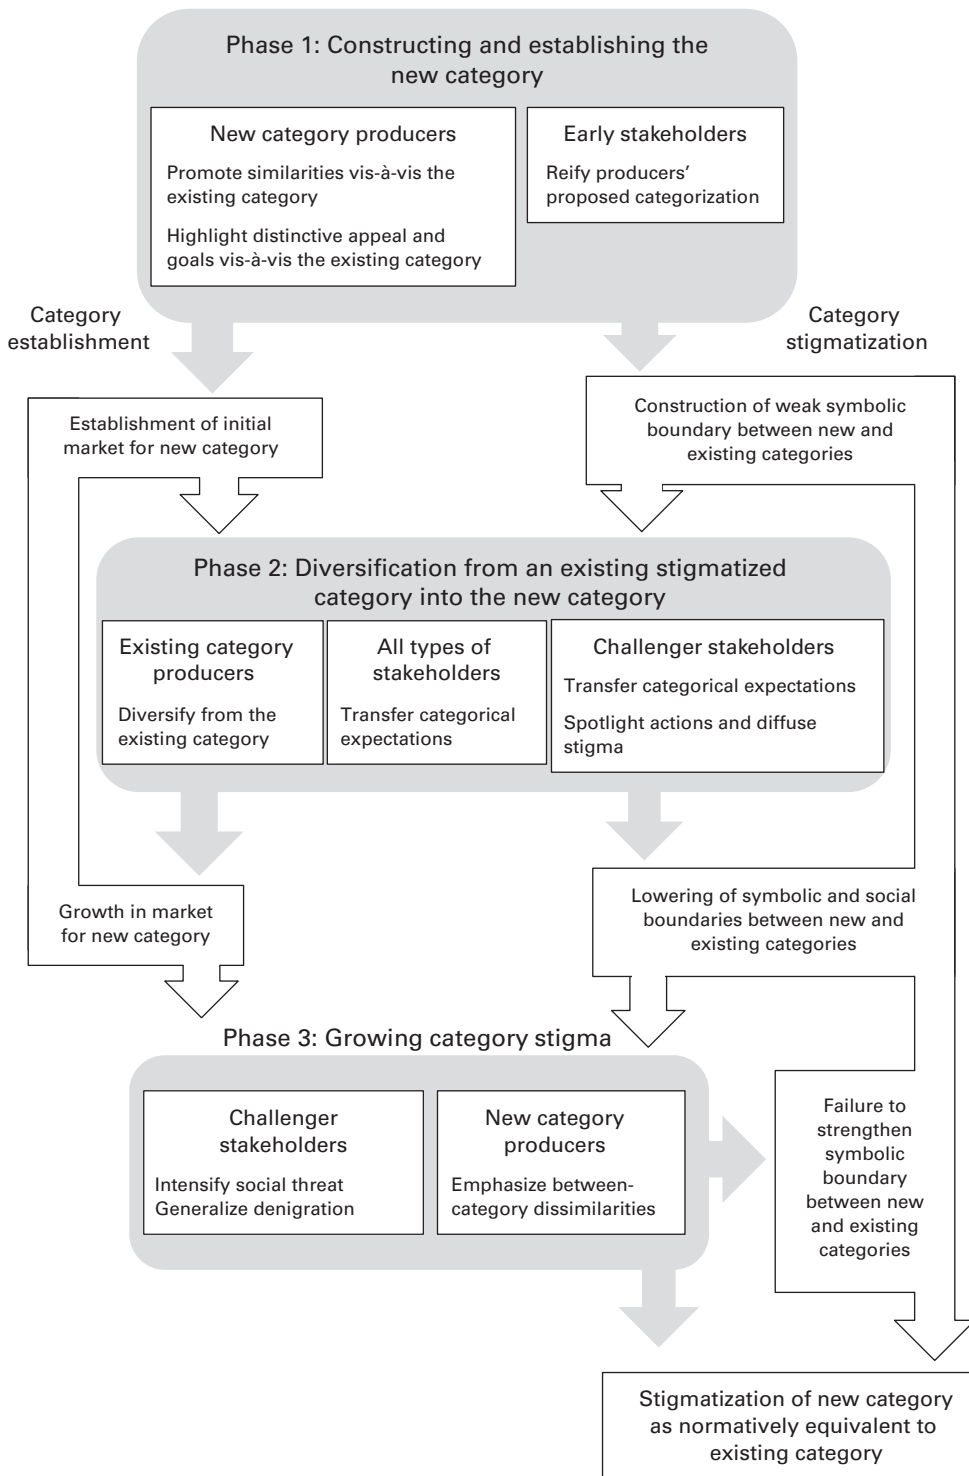 Phase 1: Constructing and establishing the
new category
New category producers
Promote similarities vis-à-vis the
existing category
Highlight distinctive appeal and
goals vis-à-vis the existing category
Early stakeholders
Reify producers'
proposed categorization
Category
establishment
Category
stigmatization
Establishment of initial
market for new category
Construction of weak symbolic
boundary between new and
existing categories
Phase 2: Diversification from an existing stigmatized
category into the new category
Existing category
producers
Diversify from the
existing category
All types of
stakeholders
Transfer categorical
expectations
Challenger stakeholders
Transfer categorical expectations
Spotlight actions and diffuse
stigma
Growth in market
for new category
Lowering of symbolic and social
boundaries between new and
existing categories
Phase 3: Growing category stigma
Challenger
stakeholders
Intensify social threat
Generalize denigration
New category
producers
Emphasize between-
category dissimilarities
Failure to
strengthen
symbolic
boundary
between new
and existing
categories
Stigmatization of new category
as normatively equivalent to
existing category